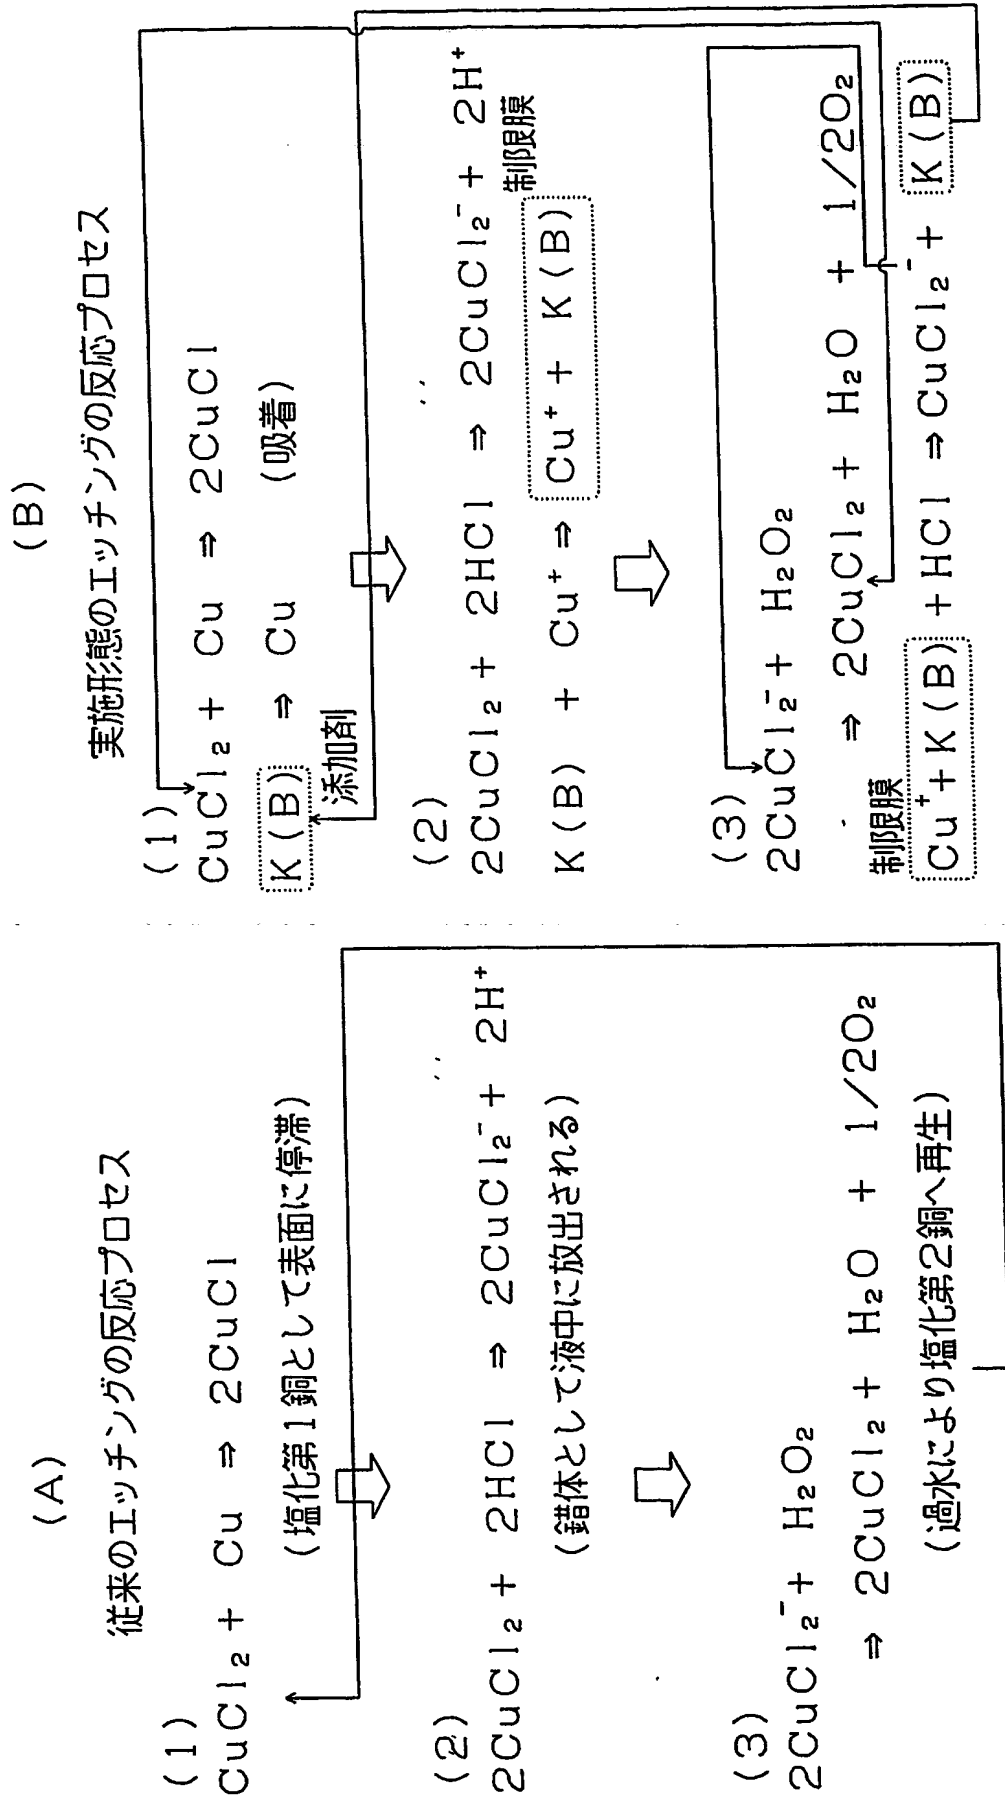 (A)
従来のエッチングの反応プロセス
(1)
CuCl₂ + Cu ⇒ 2CuCl
(塩化第1銅として表面に停滞)
(2)
2CuCl₂ + 2HCl ⇒ 2CuCl₂⁻ + 2H⁺
(錯体として液中に放出される)
(3)
2CuCl₂⁻ + H₂O₂
⇒ 2CuCl₂ + H₂O + 1/2O₂
(過水により塩化第2銅へ再生)
(B)
実施形態のエッチングの反応プロセス
(1)
CuCl₂ + Cu ⇒ 2CuCl
K(B) ⇒ Cu (吸着)
添加剤
(2)
2CuCl₂ + 2HCl ⇒ 2CuCl₂⁻ + 2H⁺
制限膜
K(B) + Cu⁺ ⇒ Cu⁺ + K(B)
(3)
2CuCl₂⁻ + H₂O₂
⇒ 2CuCl₂ + H₂O + 1/2O₂
制限膜
Cu⁺ + K(B) + HCl ⇒ CuCl₂⁻ + K(B)